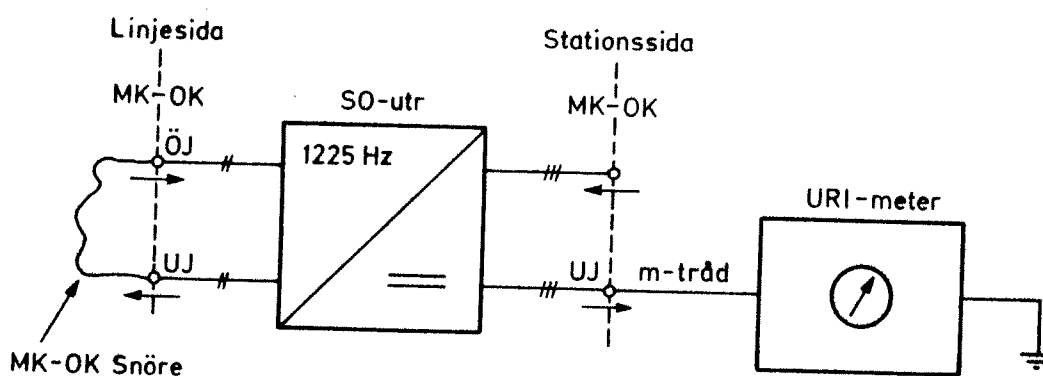 Linjesida
Stationssida
MK-OK
SO-utr
MK-OK
ÖJ
1225 Hz
URI-meter
UJ
UJ
m-tråd
MK-OK Snöre